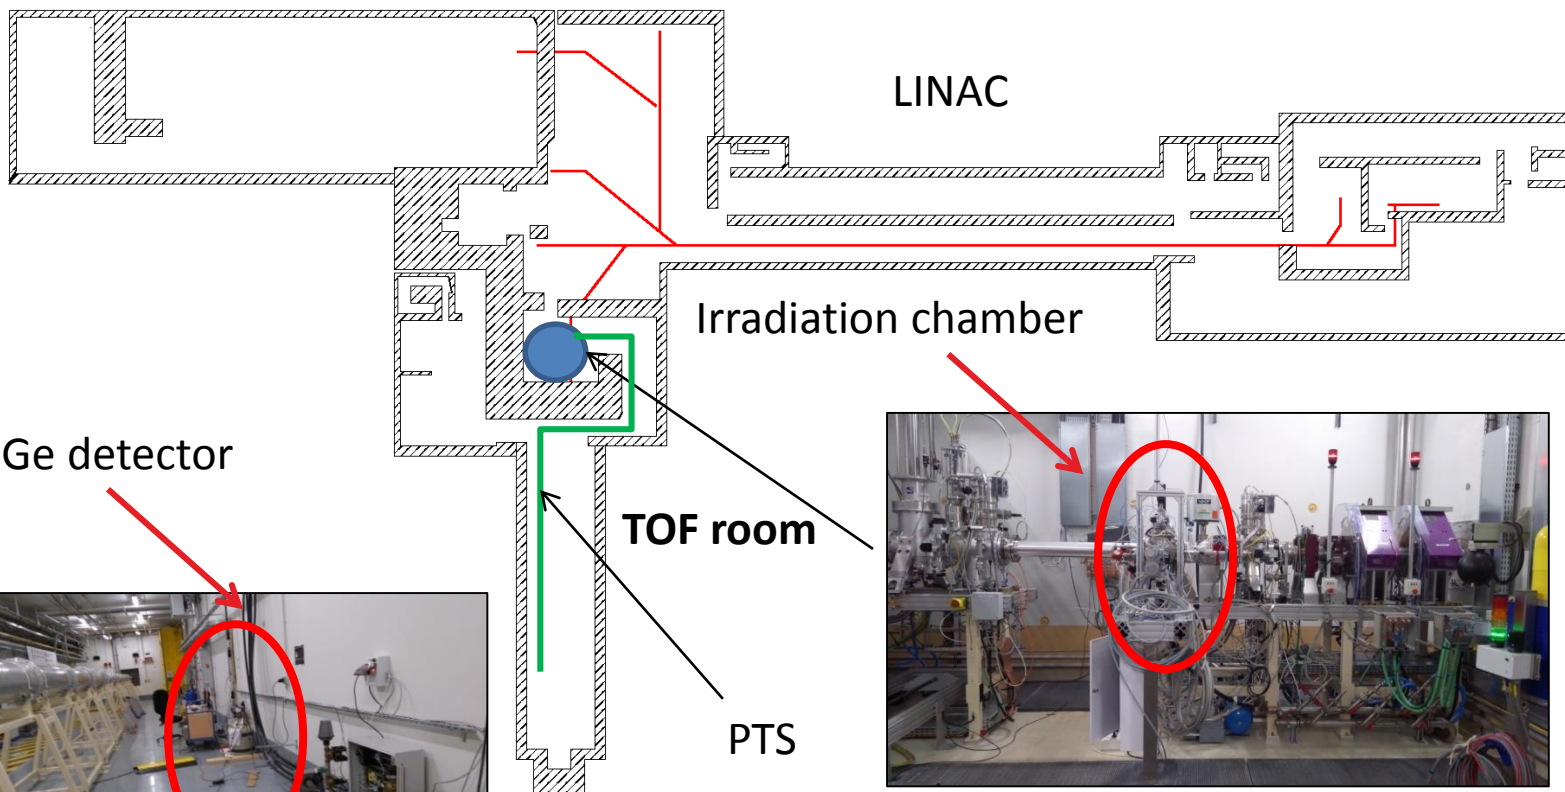 LINAC
Irradiation chamber
Ge detector
TOF room
PTS